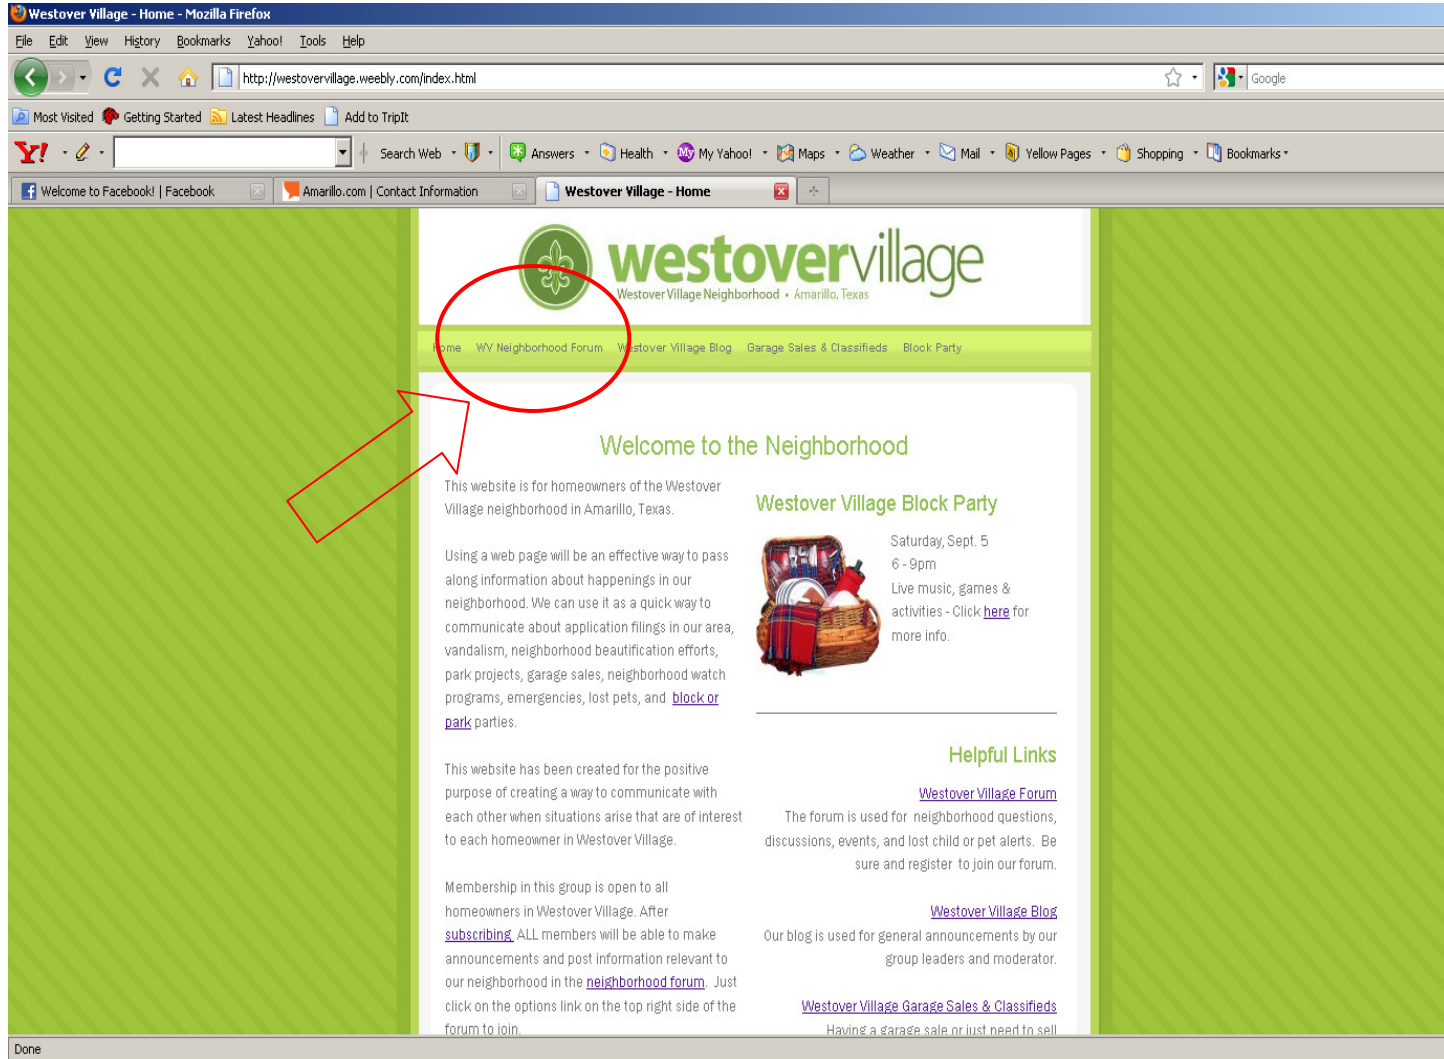 Westover Village - Home - Mozilla Firefox
File Edit View History Bookmarks Yahoo! Tools Help
http://westovervillage.weebly.com/index.html
Google
Most Visited Getting Started Latest Headlines Add to TripIt
Y! Search Web Answers Health My My Yahoo! Maps Weather Mail Yellow Pages Shopping Bookmarks
Welcome to Facebook! | Facebook Amarillo.com | Contact Information Westover Village - Home
westovervillage
Westover Village Neighborhood • Amarillo, Texas
Home WV Neighborhood Forum Westover Village Blog Garage Sales & Classifieds Block Party
Welcome to the Neighborhood
This website is for homeowners of the Westover
Village neighborhood in Amarillo, Texas.
Using a web page will be an effective way to pass
along information about happenings in our
neighborhood. We can use it as a quick way to
communicate about application filings in our area,
vandalism, neighborhood beautification efforts,
park projects, garage sales, neighborhood watch
programs, emergencies, lost pets, and block or
park parties.
This website has been created for the positive
purpose of creating a way to communicate with
each other when situations arise that are of interest
to each homeowner in Westover Village.
Membership in this group is open to all
homeowners in Westover Village. After
subscribing ALL members will be able to make
announcements and post information relevant to
our neighborhood in the neighborhood forum. Just
click on the options link on the top right side of the
forum to join.
Westover Village Block Party
Saturday, Sept. 5
6 - 9pm
Live music, games &
activities - Click here for
more info.
Helpful Links
Westover Village Forum
The forum is used for neighborhood questions,
discussions, events, and lost child or pet alerts. Be
sure and register to join our forum.
Westover Village Blog
Our blog is used for general announcements by our
group leaders and moderator.
Westover Village Garage Sales & Classifieds
Having a garage sale or just need to sell
Done